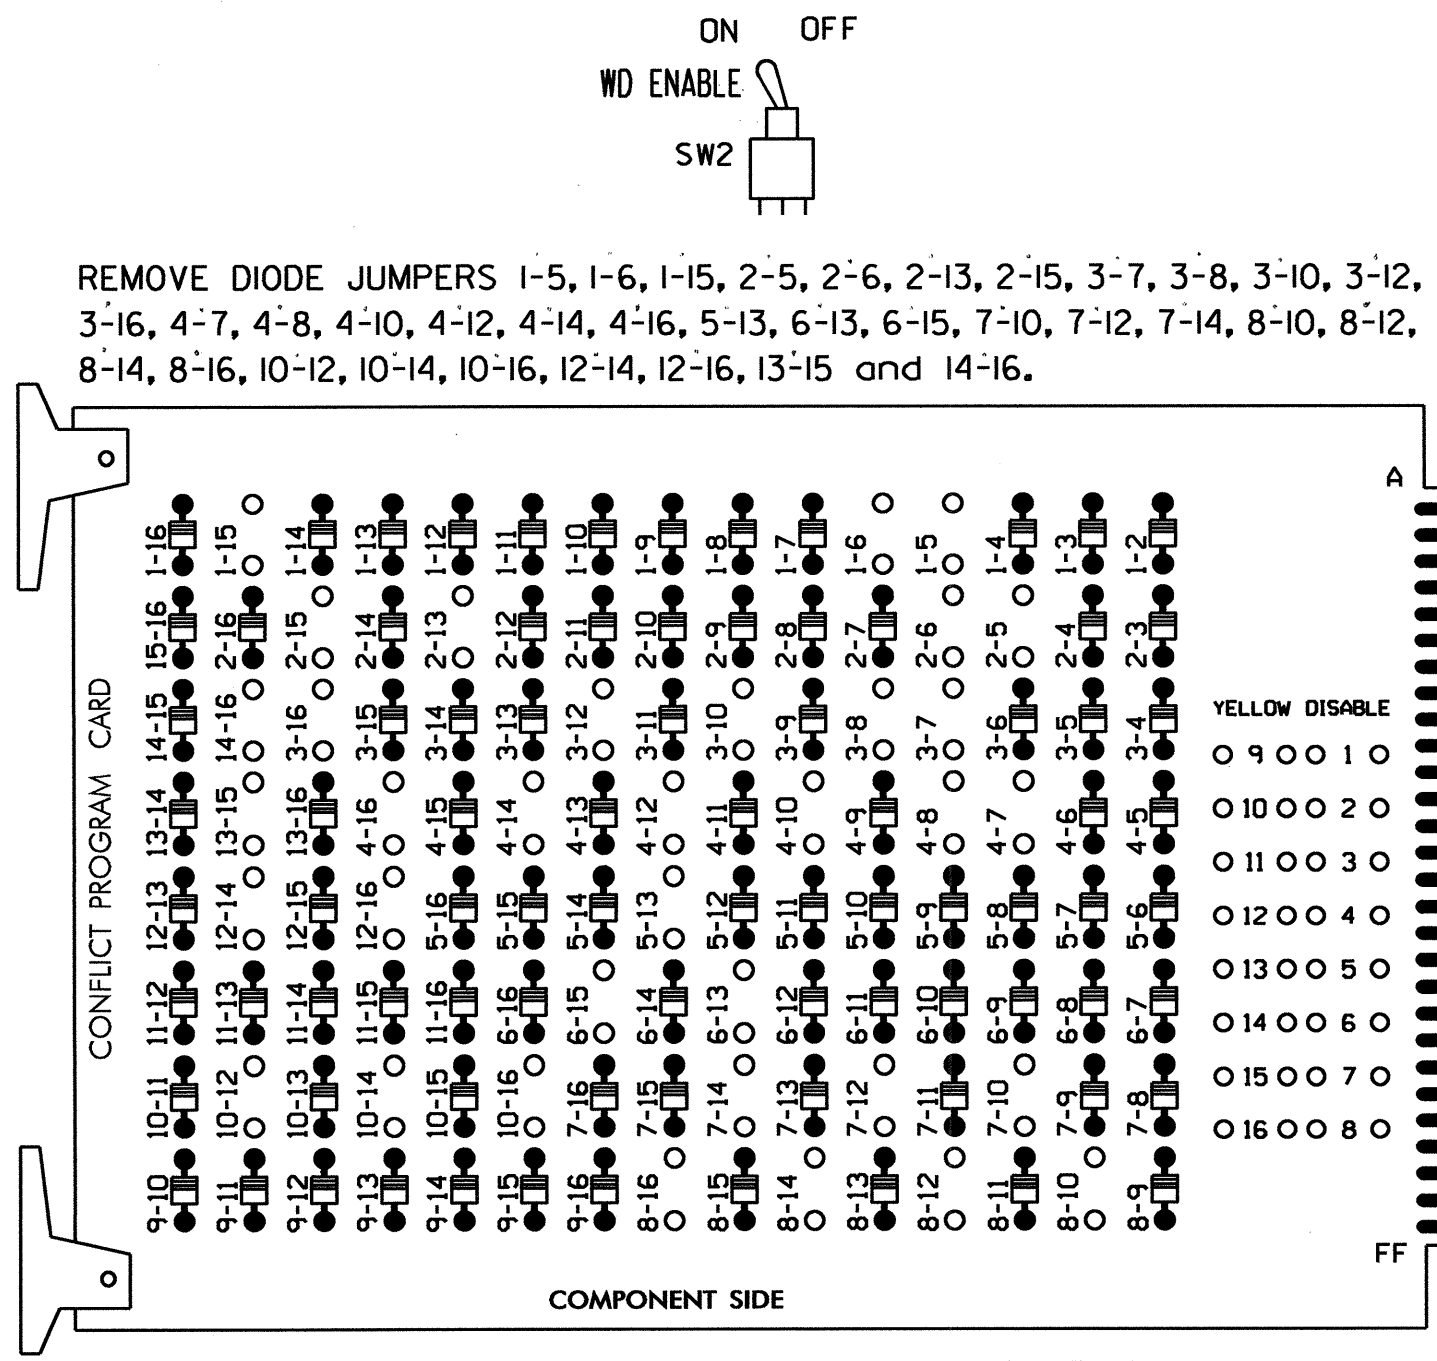 ON OFF
WD ENABLE
SW2
REMOVE DIODE JUMPERS 1-5, 1-6, 1-15, 2-5, 2-6, 2-13, 2-15, 3-7, 3-8, 3-10, 3-12,
3-16, 4-7, 4-8, 4-10, 4-12, 4-14, 4-16, 5-13, 6-13, 6-15, 7-10, 7-12, 7-14, 8-10, 8-12,
8-14, 8-16, 10-12, 10-14, 10-16, 12-14, 12-16, 13-15 and 14-16.
A
CONFLICT PROGRAM CARD
1-16 1-15 1-14 1-13 1-12 1-11 1-10 1-9 1-8 1-7 1-6 1-5 1-4 1-3 1-2
15-16 2-16 2-15 2-14 2-13 2-12 2-11 2-10 2-9 2-8 2-7 2-6 2-5 2-4 2-3
14-15 14-16 3-16 3-15 3-14 3-13 3-12 3-11 3-10 3-9 3-8 3-7 3-6 3-5 3-4
13-14 13-15 13-16 4-16 4-15 4-14 4-13 4-12 4-11 4-10 4-9 4-8 4-7 4-6 4-5
12-13 12-14 12-15 12-16 5-16 5-15 5-14 5-13 5-12 5-11 5-10 5-9 5-8 5-7 5-6
11-12 11-13 11-14 11-15 11-16 6-16 6-15 6-14 6-13 6-12 6-11 6-10 6-9 6-8 6-7
10-11 10-12 10-13 10-14 10-15 10-16 7-16 7-15 7-14 7-13 7-12 7-11 7-10 7-9 7-8
9-10 9-11 9-12 9-13 9-14 9-15 9-16 8-16 8-15 8-14 8-13 8-12 8-11 8-10 8-9
YELLOW DISABLE
9 1
10 2
11 3
12 4
13 5
14 6
15 7
16 8
FF
COMPONENT SIDE